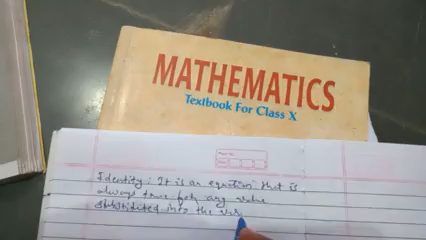 MATHEMATICS
Textbook For Class X
Identity : It is an equation that is
always true for any value
substituted into the var